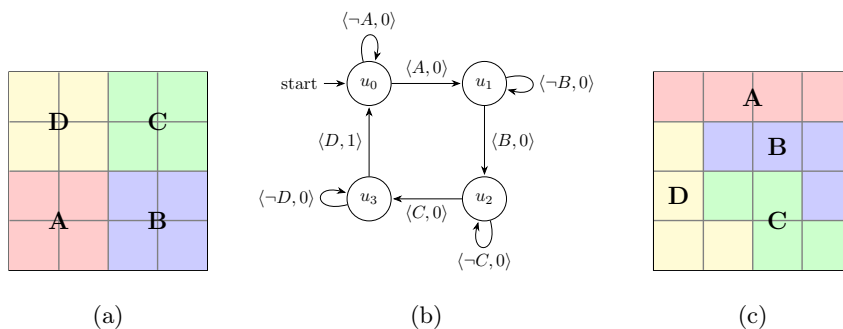 D C
A B
(a)
⟨¬A, 0⟩
start u₀ ⟨A, 0⟩ u₁ ⟨¬B, 0⟩
⟨D, 1⟩ ⟨B, 0⟩
⟨¬D, 0⟩ u₃ ⟨C, 0⟩ u₂
⟨¬C, 0⟩
(b)
A
B
D
C
(c)